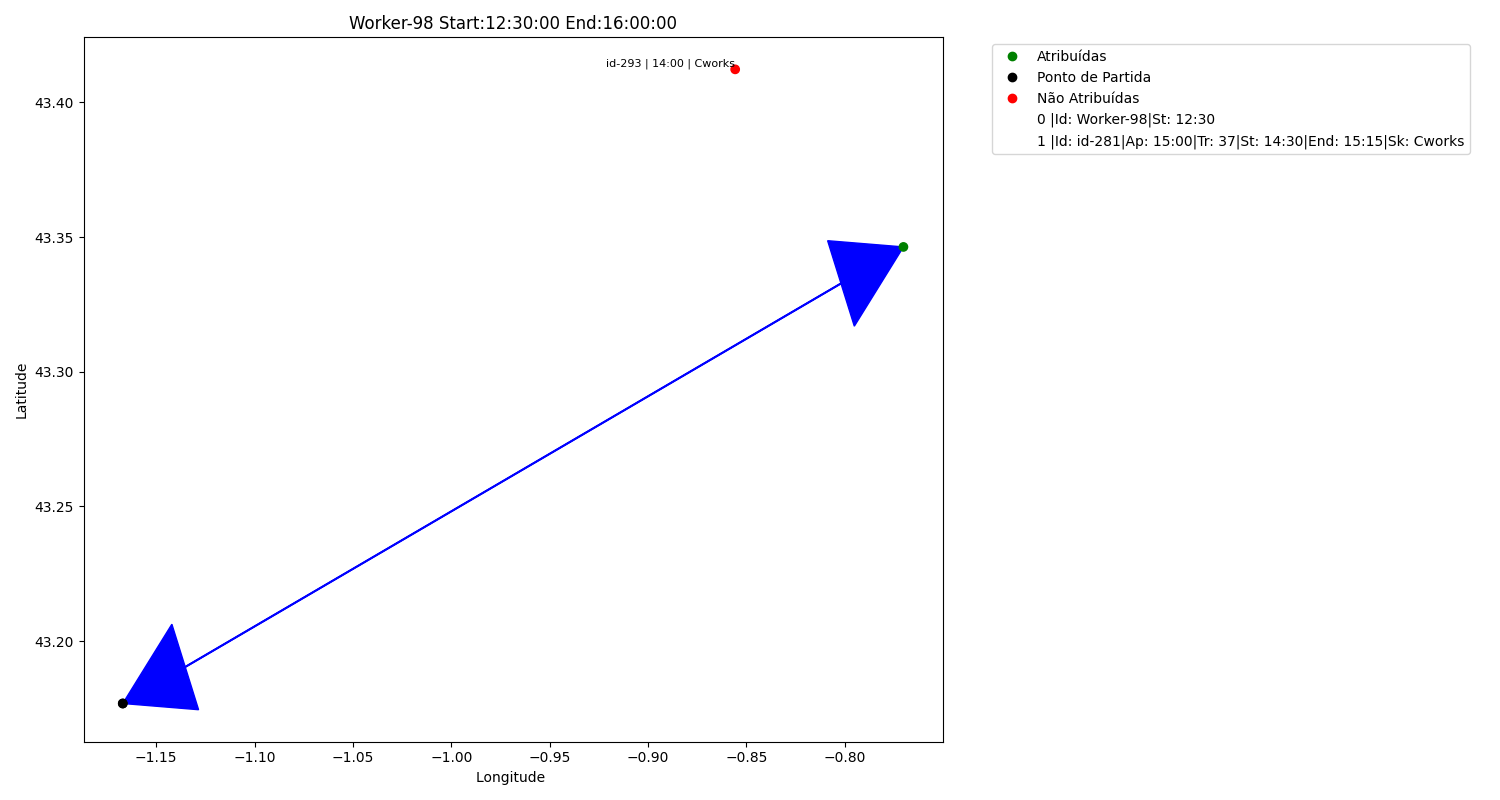 Worker-98 Start:12:30:00 End:16:00:00
id-293 | 14:00 | Cworks
Atribuídas
Ponto de Partida
Não Atribuídas
0 |Id: Worker-98|St: 12:30
1 |Id: id-281|Ap: 15:00|Tr: 37|St: 14:30|End: 15:15|Sk: Cworks
Latitude
43.40
43.35
43.30
43.25
43.20
−1.15 −1.10 −1.05 −1.00 −0.95 −0.90 −0.85 −0.80
Longitude